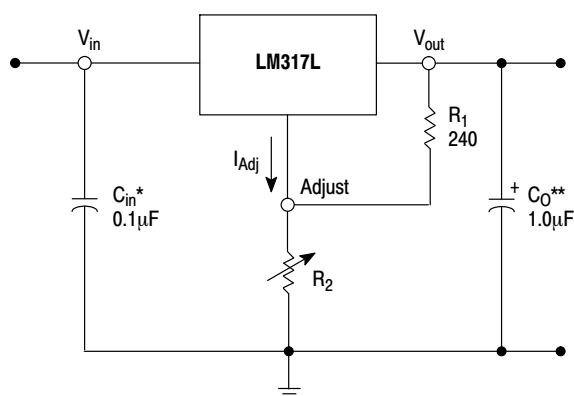 Vin
LM317L
Vout
R1
240
IAdj
Adjust
Cin*
0.1μF
+
CO**
1.0μF
R2